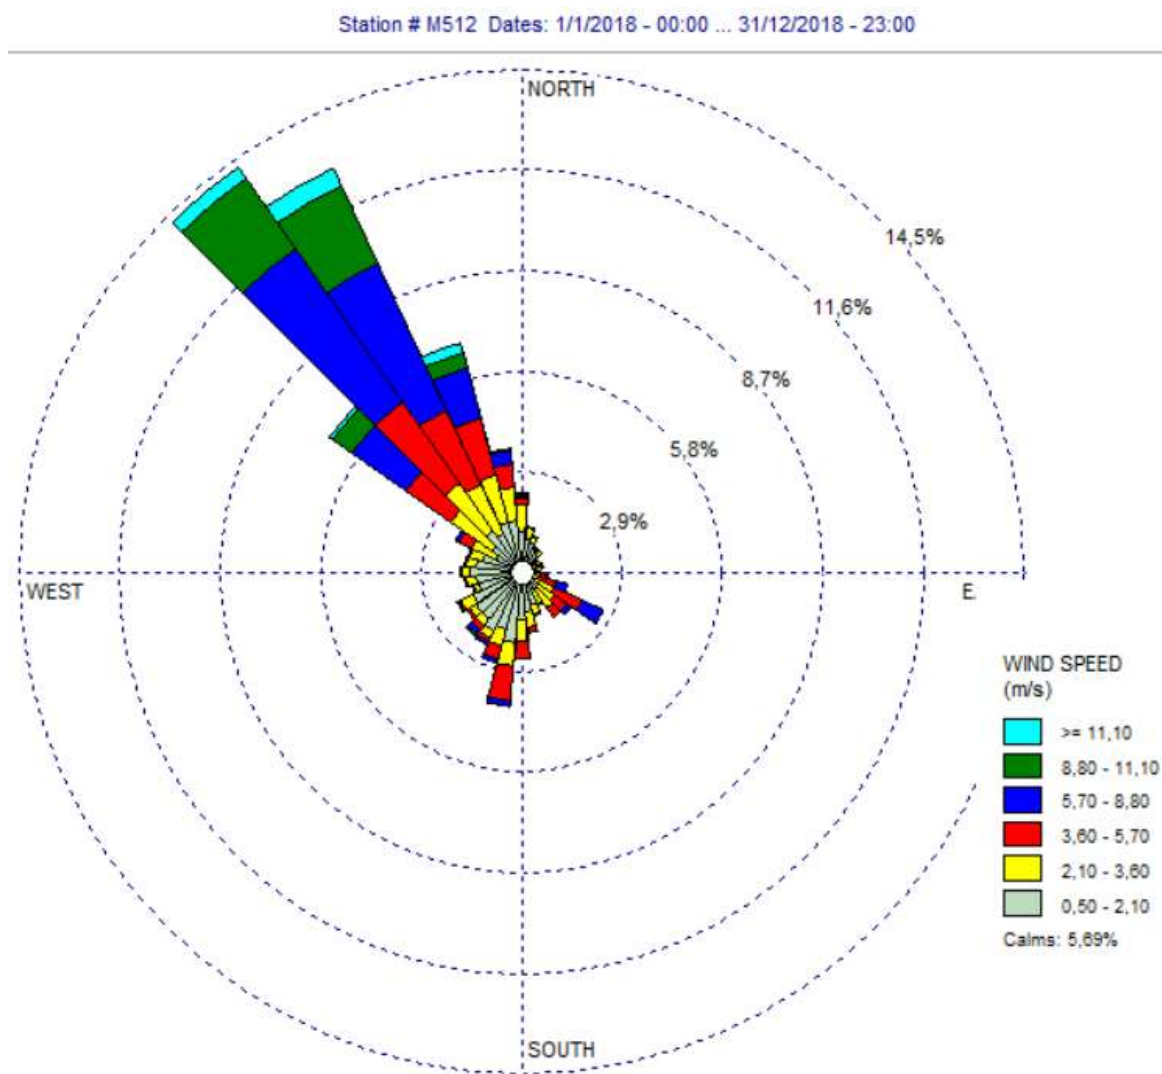 Station # M512 Dates: 1/1/2018 - 00:00 ... 31/12/2018 - 23:00
NORTH
14,5%
11,6%
8,7%
5,8%
2,9%
WEST
E.
SOUTH
WIND SPEED
(m/s)
>= 11,10
8,80 - 11,10
5,70 - 8,80
3,60 - 5,70
2,10 - 3,60
0,50 - 2,10
Calms: 5,69%